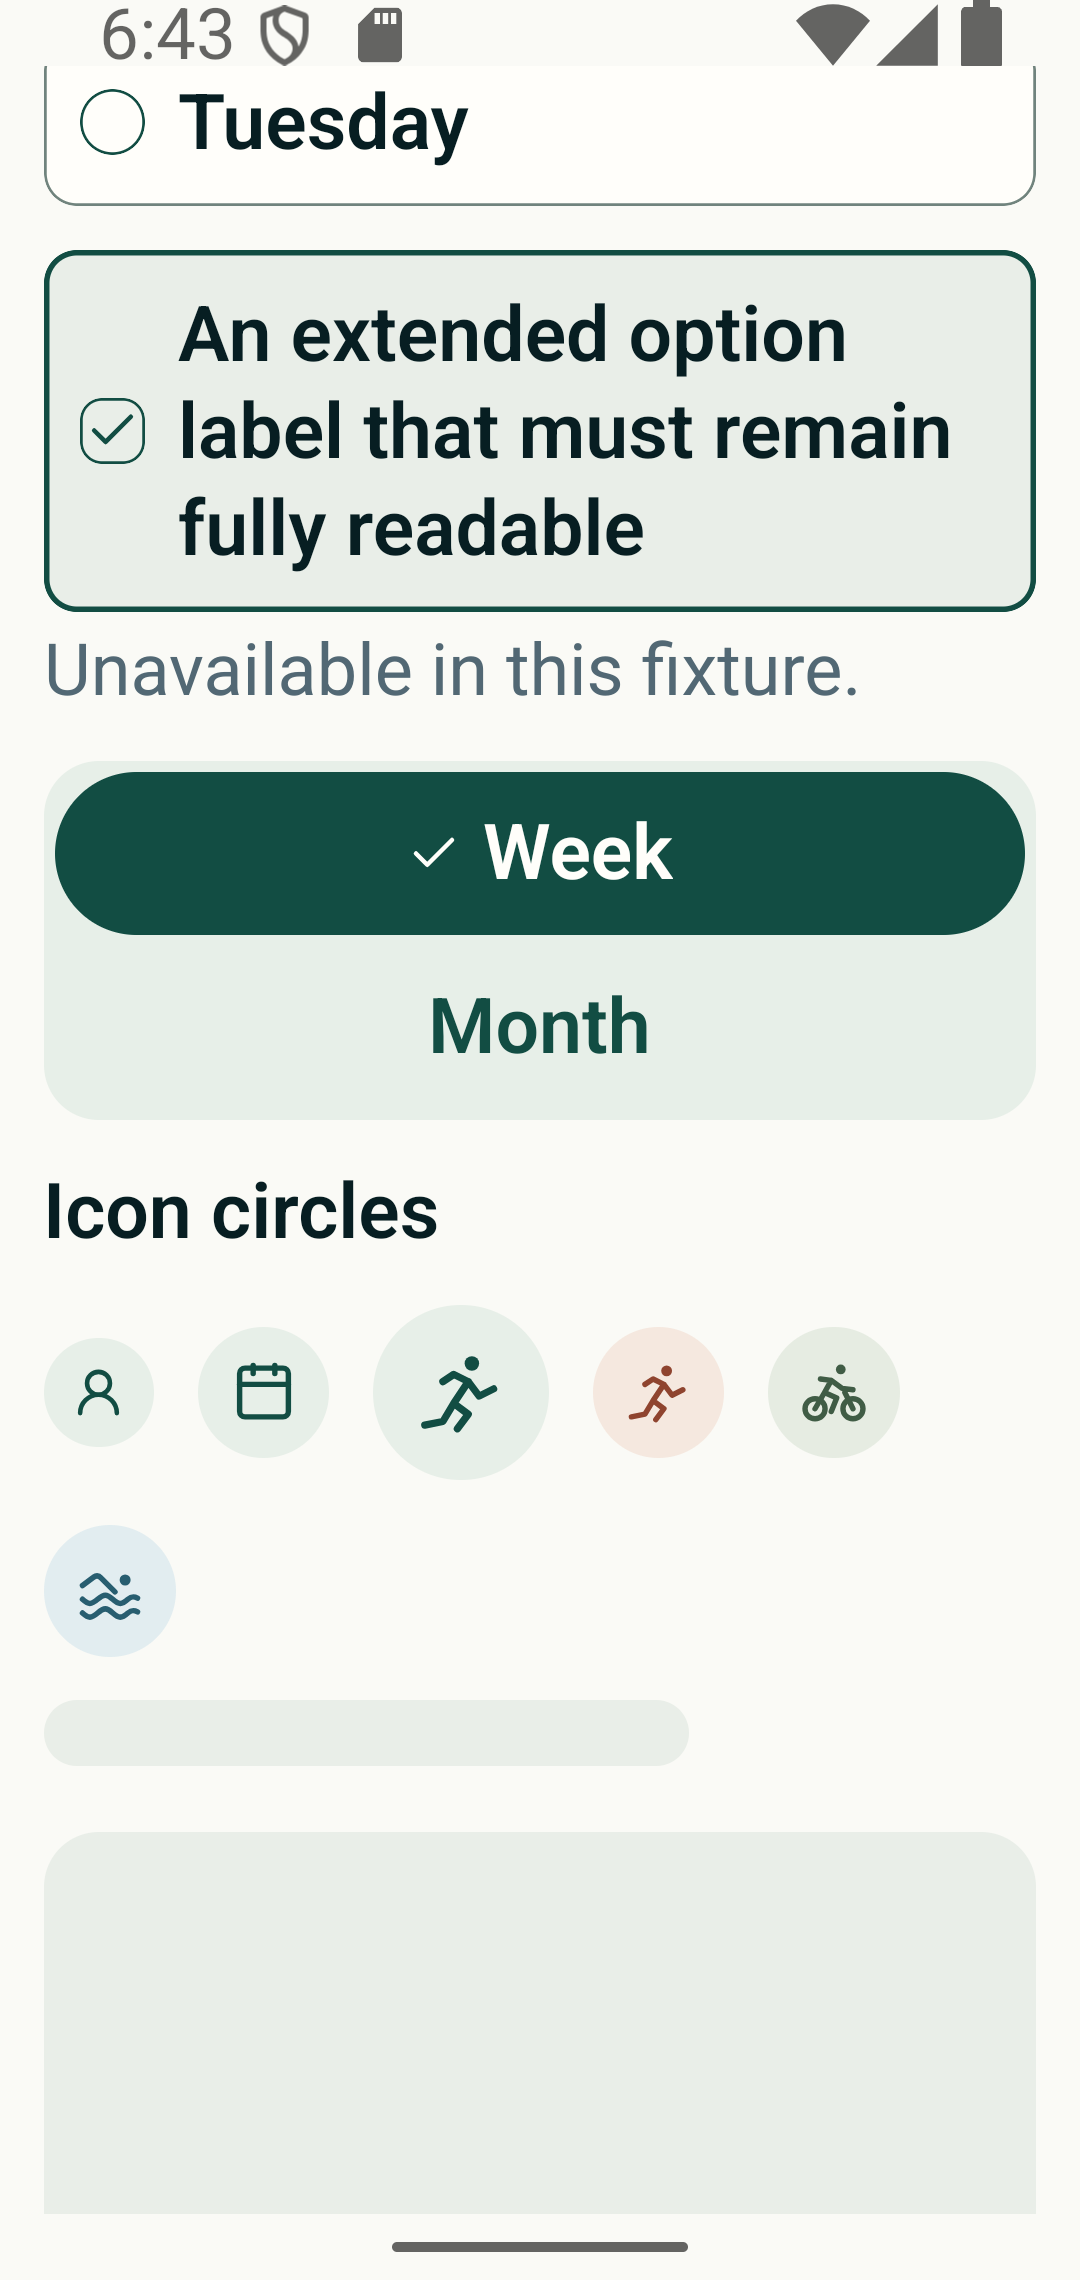 6:43
Tuesday
An extended option
label that must remain
fully readable
Unavailable in this fixture.
Week
Month
Icon circles